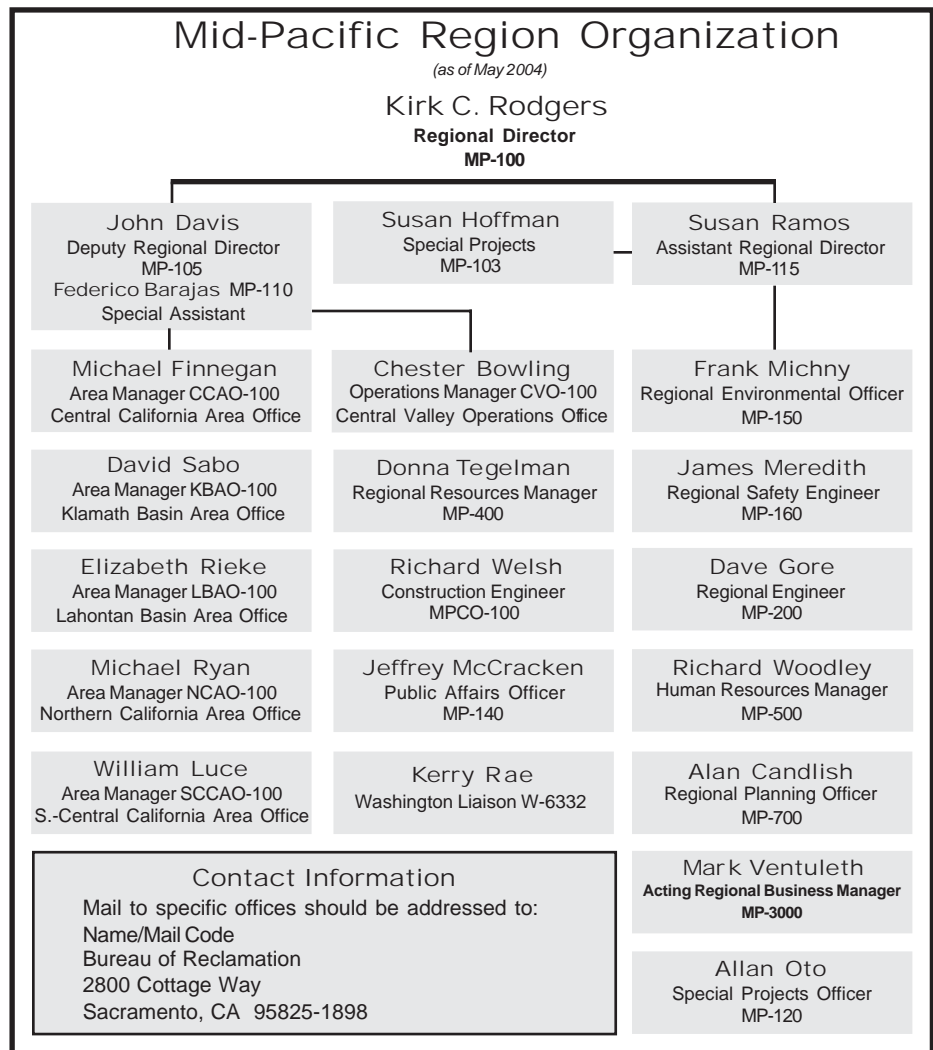 Mid-Pacific Region Organization
(as of May 2004)
Kirk C. Rodgers
Regional Director
MP-100
John Davis
Deputy Regional Director
MP-105
Federico Barajas MP-110
Special Assistant
Susan Hoffman
Special Projects
MP-103
Susan Ramos
Assistant Regional Director
MP-115
Michael Finnegan
Area Manager CCAO-100
Central California Area Office
Chester Bowling
Operations Manager CVO-100
Central Valley Operations Office
Frank Michny
Regional Environmental Officer
MP-150
David Sabo
Area Manager KBAO-100
Klamath Basin Area Office
Donna Tegelman
Regional Resources Manager
MP-400
James Meredith
Regional Safety Engineer
MP-160
Elizabeth Rieke
Area Manager LBAO-100
Lahontan Basin Area Office
Richard Welsh
Construction Engineer
MPCO-100
Dave Gore
Regional Engineer
MP-200
Michael Ryan
Area Manager NCAO-100
Northern California Area Office
Jeffrey McCracken
Public Affairs Officer
MP-140
Richard Woodley
Human Resources Manager
MP-500
William Luce
Area Manager SCCAO-100
S.-Central California Area Office
Kerry Rae
Washington Liaison W-6332
Alan Candlish
Regional Planning Officer
MP-700
Contact Information
Mail to specific offices should be addressed to:
Name/Mail Code
Bureau of Reclamation
2800 Cottage Way
Sacramento, CA 95825-1898
Mark Ventuleth
Acting Regional Business Manager
MP-3000
Allan Oto
Special Projects Officer
MP-120